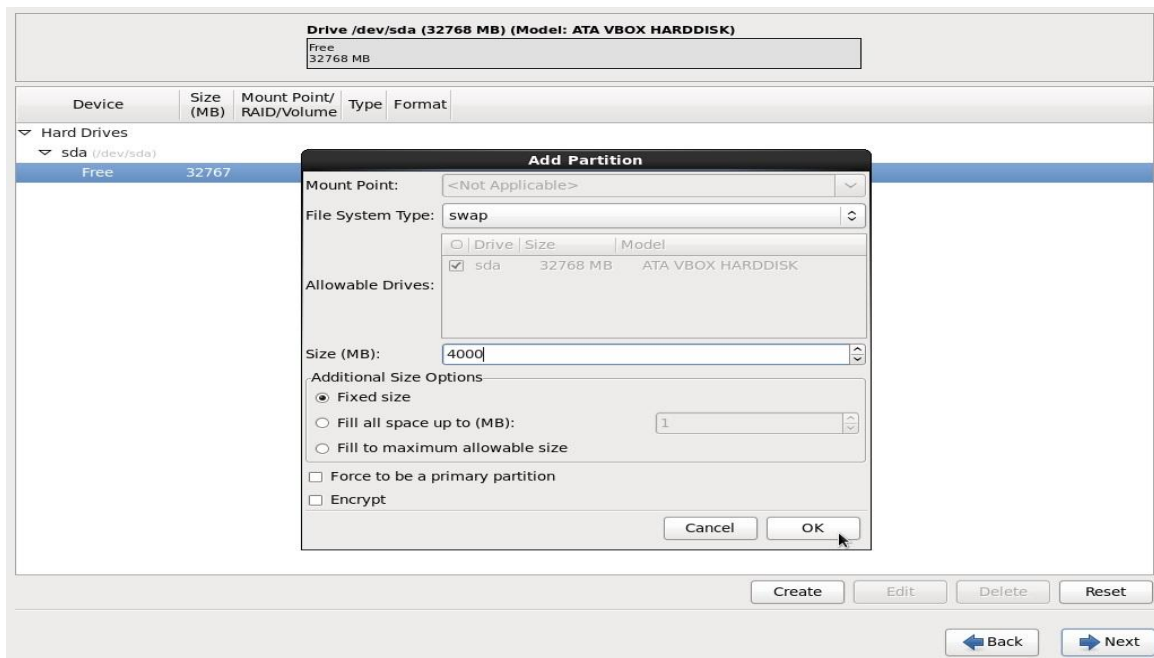 Drive /dev/sda (32768 MB) (Model: ATA VBOX HARDDISK)
Free
32768 MB
Device Size (MB) Mount Point/ RAID/Volume Type Format
Hard Drives
sda (/dev/sda)
Free 32767
Add Partition
Mount Point: <Not Applicable>
File System Type: swap
O Drive Size Model
sda 32768 MB ATA VBOX HARDDISK
Allowable Drives:
Size (MB): 4000
Additional Size Options
Fixed size
Fill all space up to (MB): 1
Fill to maximum allowable size
Force to be a primary partition
Encrypt
Cancel OK
Create Edit Delete Reset
Back Next